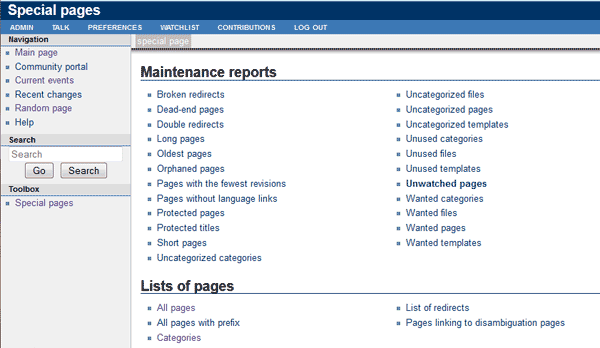 Special pages
ADMIN TALK PREFERENCES WATCHLIST CONTRIBUTIONS LOG OUT
Navigation
Main page
Community portal
Current events
Recent changes
Random page
Help
Search
Search
Go Search
Toolbox
Special pages
special page
Maintenance reports
Broken redirects
Dead-end pages
Double redirects
Long pages
Oldest pages
Orphaned pages
Pages with the fewest revisions
Pages without language links
Protected pages
Protected titles
Short pages
Uncategorized categories
Uncategorized files
Uncategorized pages
Uncategorized templates
Unused categories
Unused files
Unused templates
Unwatched pages
Wanted categories
Wanted files
Wanted pages
Wanted templates
Lists of pages
All pages
All pages with prefix
Categories
List of redirects
Pages linking to disambiguation pages